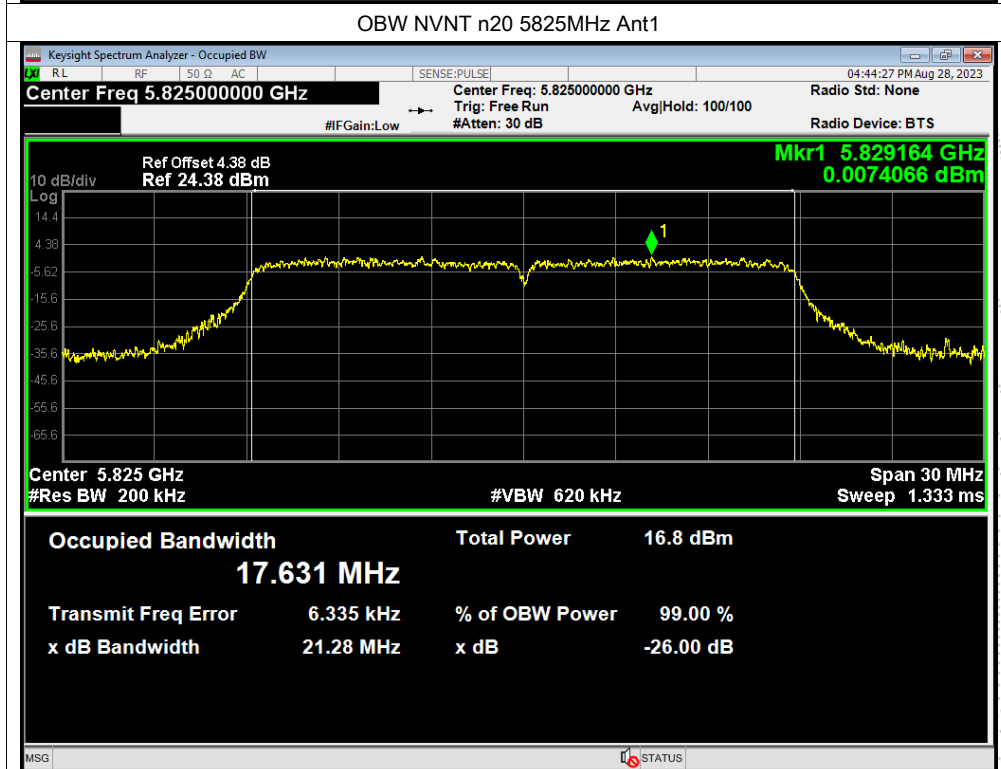 OBW NVNT n20 5825MHz Ant1
Keysight Spectrum Analyzer - Occupied BW
LXI RL RF 50 Ω AC SENSE:PULSE 04:44:27 PM Aug 28, 2023
Center Freq 5.825000000 GHz Center Freq: 5.825000000 GHz Radio Std: None
Trig: Free Run Avg|Hold: 100/100
#IFGain:Low #Atten: 30 dB Radio Device: BTS
Mkr1 5.829164 GHz
Ref Offset 4.38 dB 0.0074066 dBm
10 dB/div Ref 24.38 dBm
Log
14.4
1
4.38
-5.62
-15.6
-25.6
-35.6
-45.6
-55.6
-65.6
Center 5.825 GHz Span 30 MHz
#Res BW 200 kHz #VBW 620 kHz Sweep 1.333 ms
Occupied Bandwidth Total Power 16.8 dBm
17.631 MHz
Transmit Freq Error 6.335 kHz % of OBW Power 99.00 %
x dB Bandwidth 21.28 MHz x dB -26.00 dB
MSG STATUS